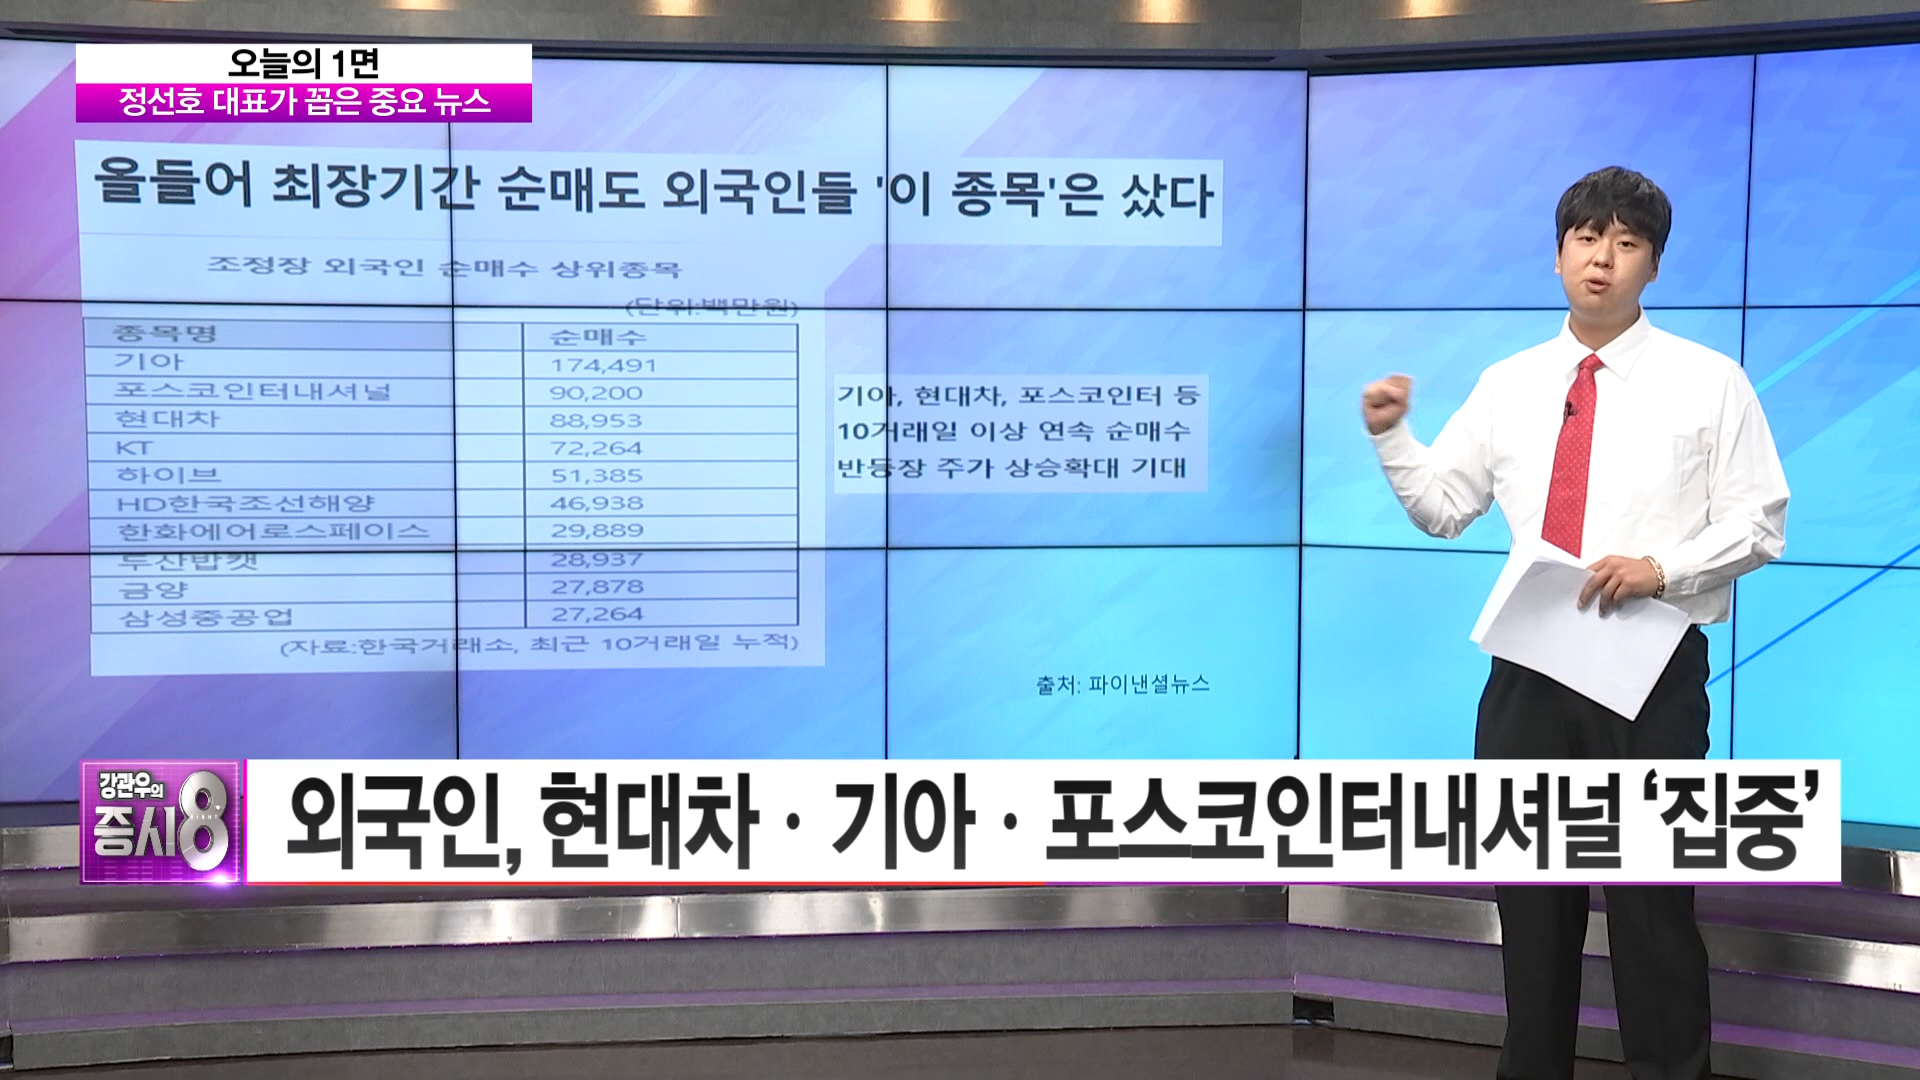 오늘의 1면
정선호 대표가 꼽은 중요 뉴스
올들어 최장기간 순매도 외국인들 '이 종목'은 샀다
조정장 외국인 순매수 상위종목
(단위:백만원)
종목명 순매수
기아 174,491
포스코인터내셔널 90,200
현대차 88,953
KT 72,264
하이브 51,385
HD한국조선해양 46,938
한화에어로스페이스 29,889
두산밥캣 28,937
금양 27,878
삼성중공업 27,264
(자료:한국거래소, 최근 10거래일 누적)
기아, 현대차, 포스코인터 등
10거래일 이상 연속 순매수
반등장 주가 상승확대 기대
출처: 파이낸셜뉴스
강관우의
증시8
외국인, 현대차·기아·포스코인터내셔널 ‘집중’